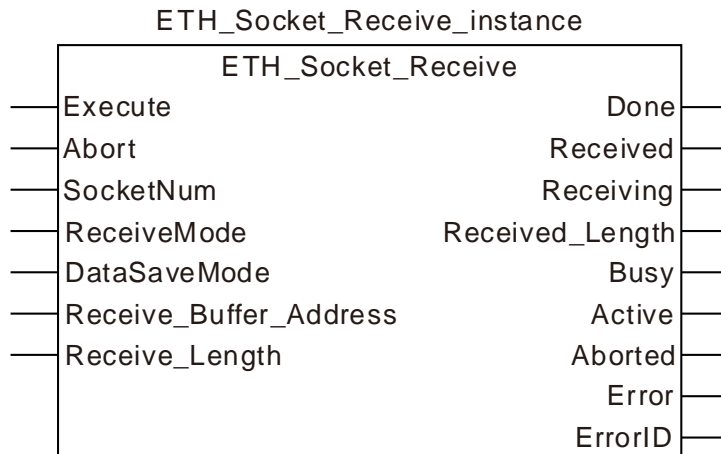 ETH_Socket_Receive_instance
ETH_Socket_Receive
Execute Done
Abort Received
SocketNum Receiving
ReceiveMode Received_Length
DataSaveMode Busy
Receive_Buffer_Address Active
Receive_Length Aborted
Error
ErrorID